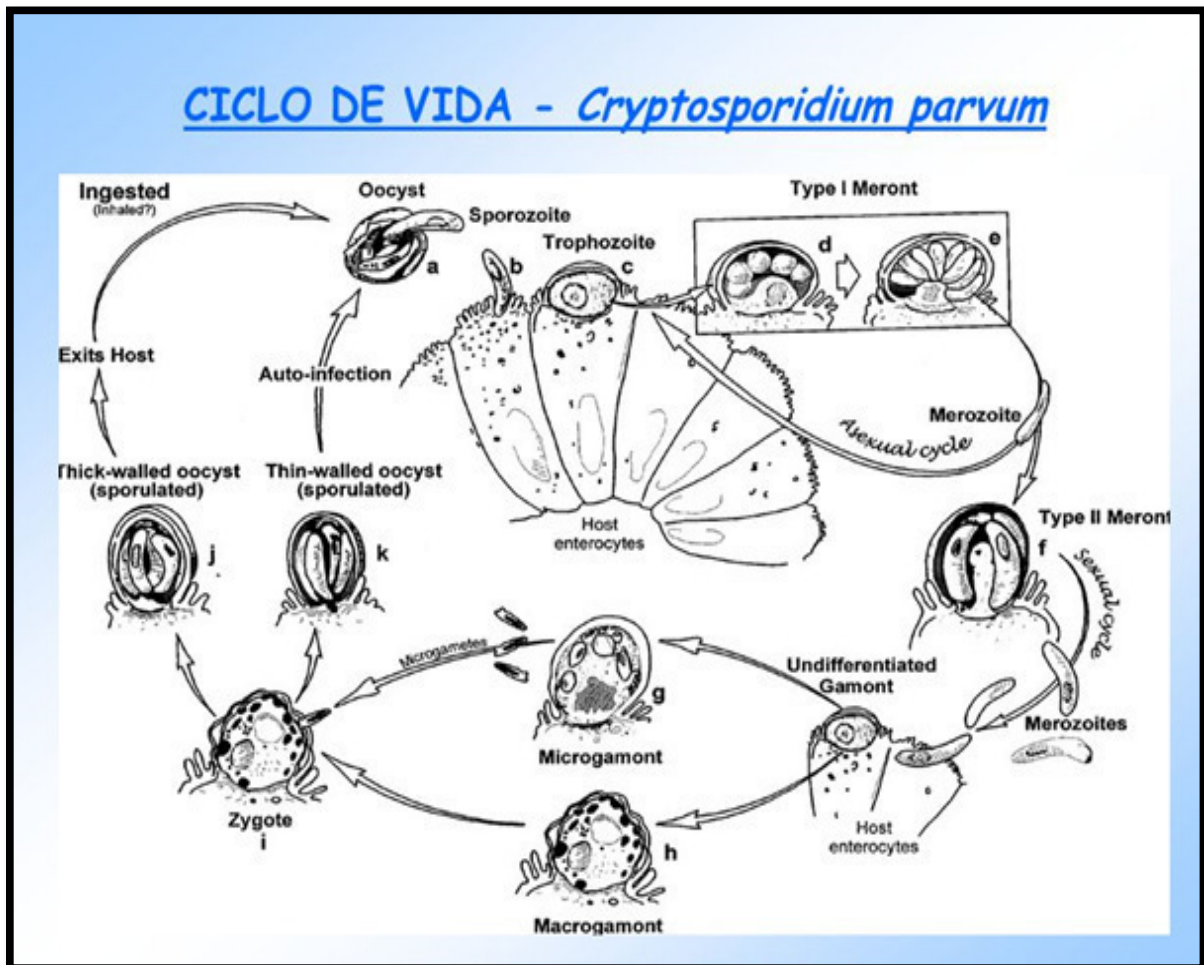 CICLO DE VIDA - Cryptosporidium parvum
Ingested
(Inhaled?)
Oocyst
Sporozoite
a
b
Trophozoite
c
Type I Meront
d
e
Exits Host
Auto-infection
Merozoite
Asexual cycle
Thick-walled oocyst
(sporulated)
j
Thin-walled oocyst
(sporulated)
k
Host
enterocytes
Type II Meront
f
Sexual
cycle
Microgametes
g
Microgamont
Undifferentiated
Gamont
Merozoites
Zygote
i
h
Macrogamont
Host
enterocytes